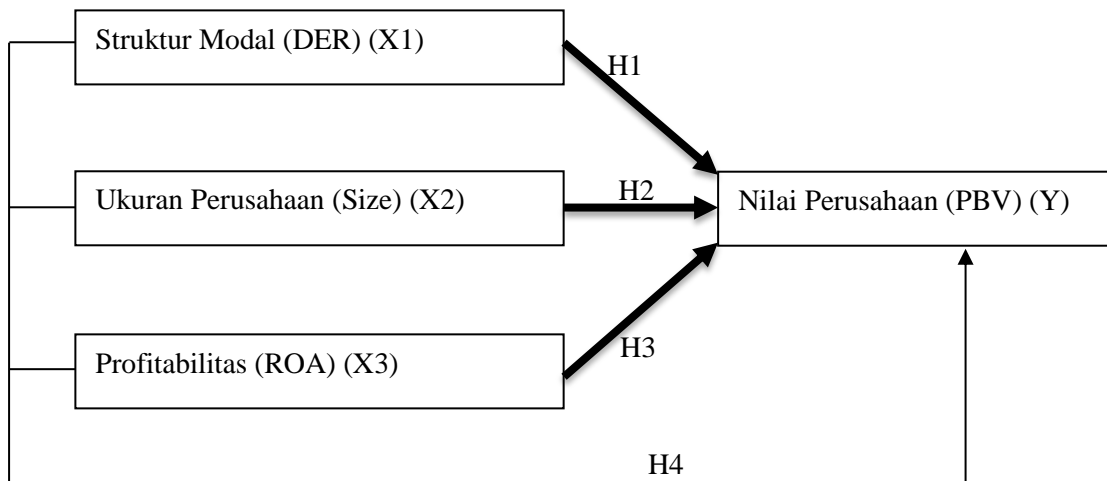 Struktur Modal (DER) (X1)
H1
Ukuran Perusahaan (Size) (X2)
H2
Nilai Perusahaan (PBV) (Y)
Profitabilitas (ROA) (X3)
H3
H4